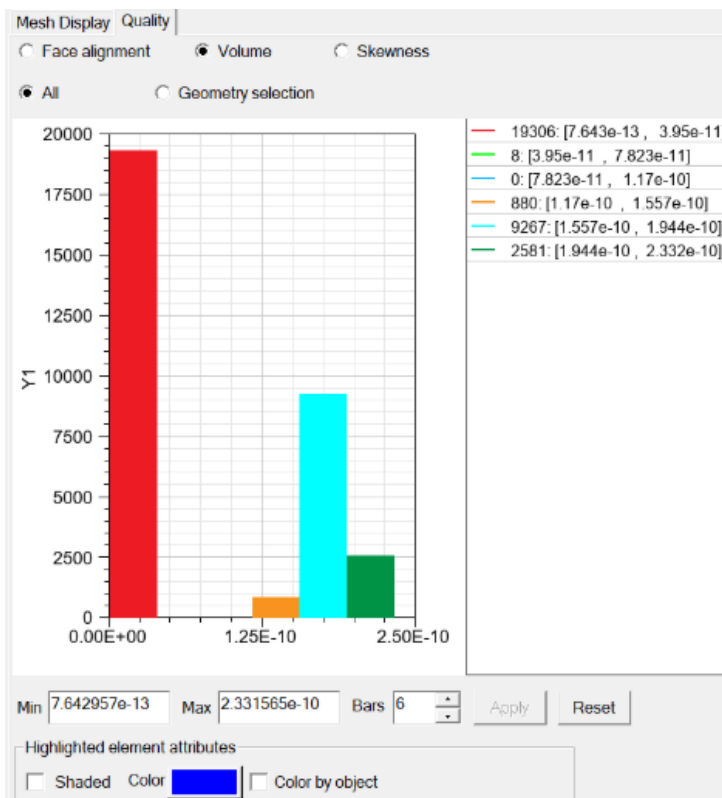 Mesh Display Quality
Face alignment Volume Skewness
All Geometry selection
20000
17500
15000
12500
10000
7500
5000
2500
0
Y1
0.00E+00 1.25E-10 2.50E-10
19306: [7.643e-13 , 3.95e-11]
8: [3.95e-11 , 7.823e-11]
0: [7.823e-11 , 1.17e-10]
880: [1.17e-10 , 1.557e-10]
9267: [1.557e-10 , 1.944e-10]
2581: [1.944e-10 , 2.332e-10]
Min 7.642957e-13 Max 2.331565e-10 Bars 6 Apply Reset
Highlighted element attributes
Shaded Color Color by object